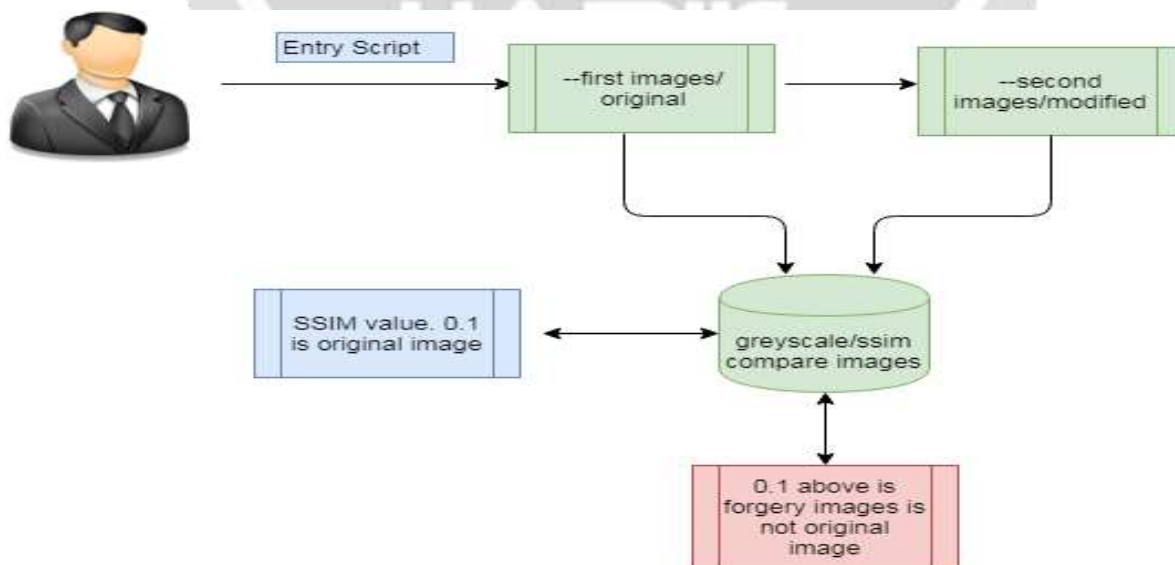 Entry Script
--first images/
original
--second
images/modified
SSIM value. 0.1
is original image
greyscale/ssim
compare images
0.1 above is
forgery images is
not original
image